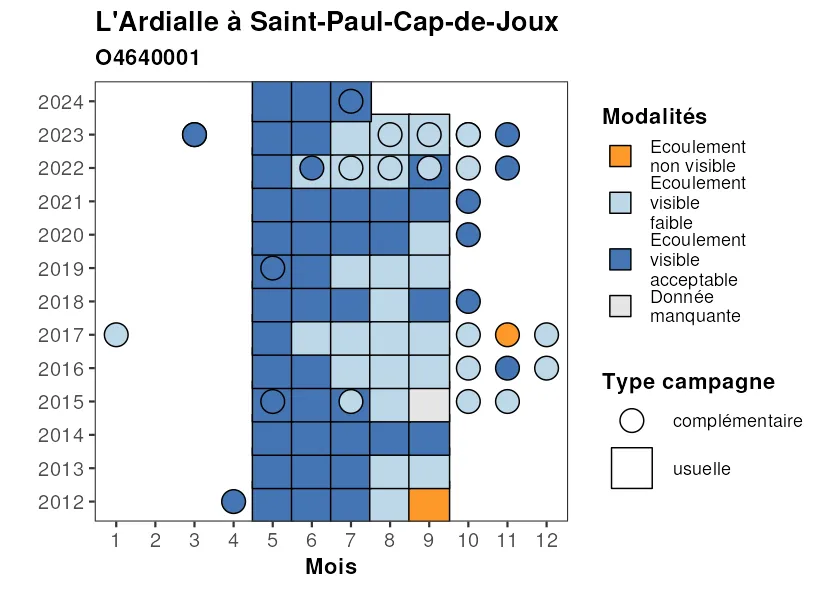 L'Ardialle à Saint-Paul-Cap-de-Joux
O4640001
2024
2023
2022
2021
2020
2019
2018
2017
2016
2015
2014
2013
2012
1 2 3 4 5 6 7 8 9 10 11 12
Mois
Modalités
Ecoulement
non visible
Ecoulement
visible
faible
Ecoulement
visible
acceptable
Donnée
manquante
Type campagne
complémentaire
usuelle